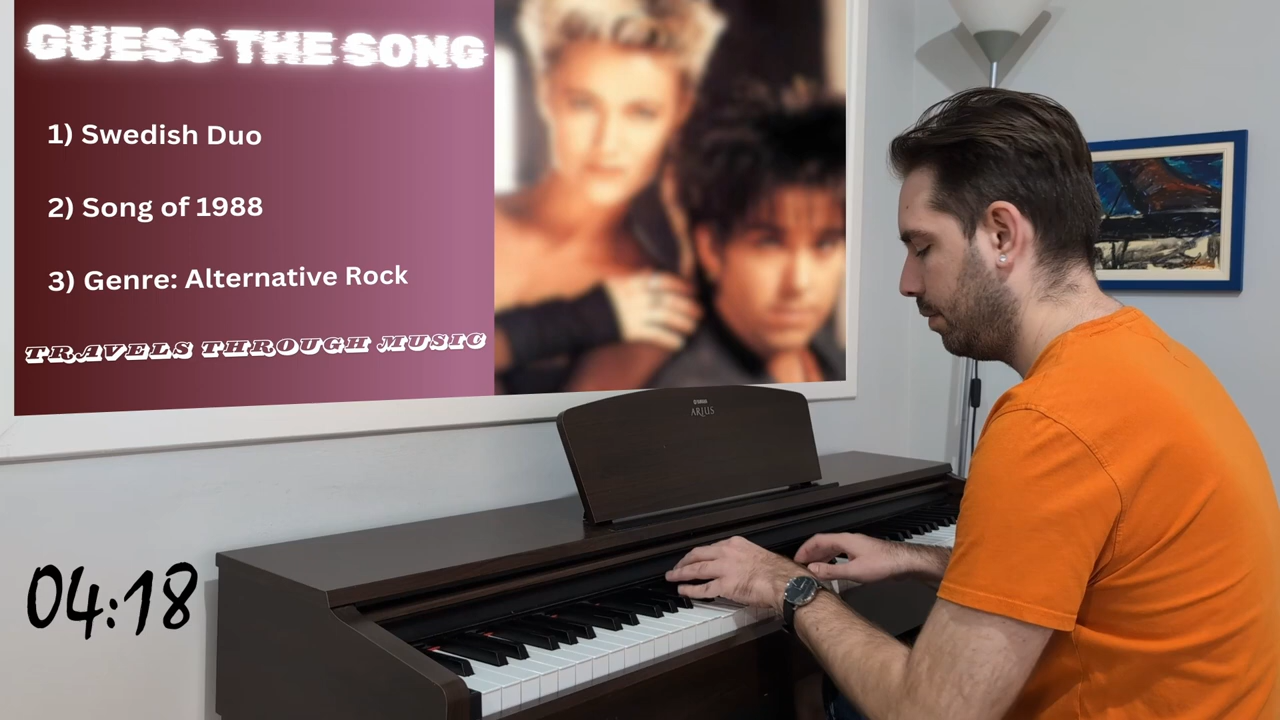 GUESS THE SONG
1) Swedish Duo
2) Song of 1988
3) Genre: Alternative Rock
TRAVELS THROUGH MUSIC
YAMAHA
ARIUS
04:18